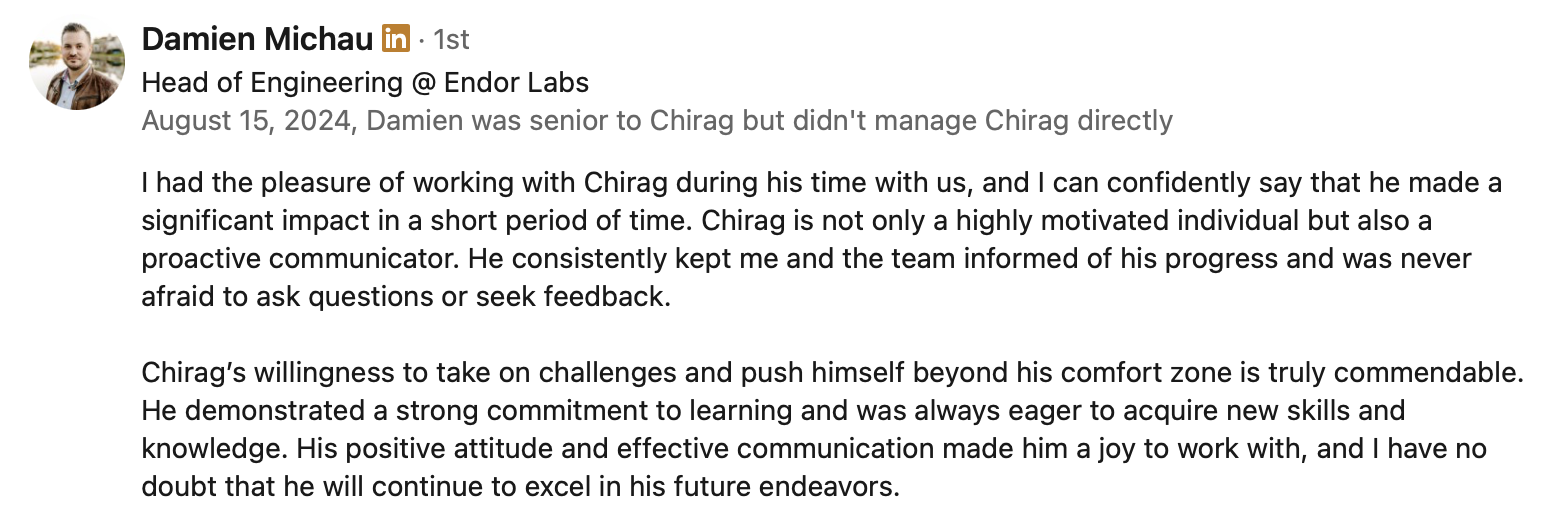 Damien Michau in · 1st
Head of Engineering @ Endor Labs
August 15, 2024, Damien was senior to Chirag but didn't manage Chirag directly
I had the pleasure of working with Chirag during his time with us, and I can confidently say that he made a
significant impact in a short period of time. Chirag is not only a highly motivated individual but also a
proactive communicator. He consistently kept me and the team informed of his progress and was never
afraid to ask questions or seek feedback.
Chirag’s willingness to take on challenges and push himself beyond his comfort zone is truly commendable.
He demonstrated a strong commitment to learning and was always eager to acquire new skills and
knowledge. His positive attitude and effective communication made him a joy to work with, and I have no
doubt that he will continue to excel in his future endeavors.